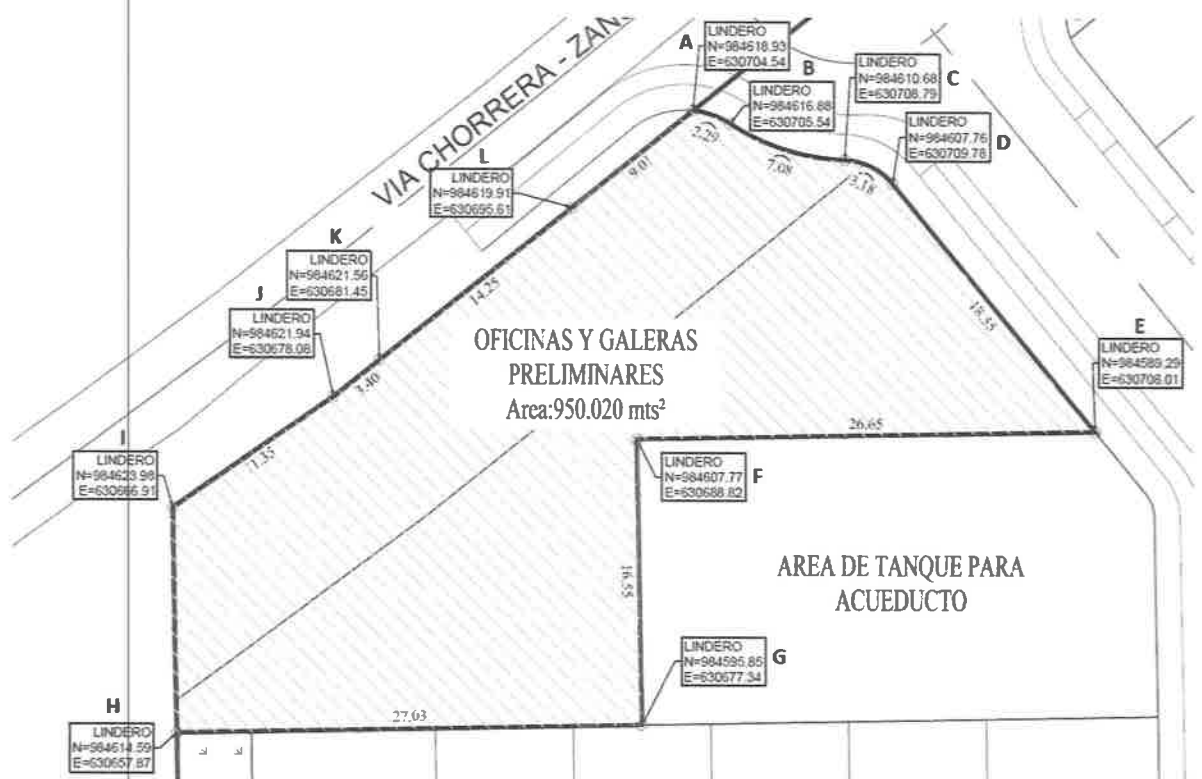 VIA CHORRERA - ZAN
A
LINDERO
N=984618.93
E=630704.54
B
LINDERO
N=984616.88
E=630705.54
LINDERO
N=984610.68
E=630708.79
C
LINDERO
N=984607.76
E=630709.78
D
L
LINDERO
N=984619.91
E=630695.61
K
LINDERO
N=984621.56
E=630681.45
J
LINDERO
N=984621.94
E=630678.08
I
LINDERO
N=984623.98
E=630666.91
E
LINDERO
N=984589.29
E=630708.01
LINDERO
N=984607.77
E=630688.82
F
LINDERO
N=984595.85
E=630677.34
G
H
LINDERO
N=984614.59
E=630657.87
2.29
7.08
3.18
9.01
14.25
3.40
1.35
18.55
26.65
16.55
27.03
OFICINAS Y GALERAS
PRELIMINARES
Area:950.020 mts²
AREA DE TANQUE PARA
ACUEDUCTO